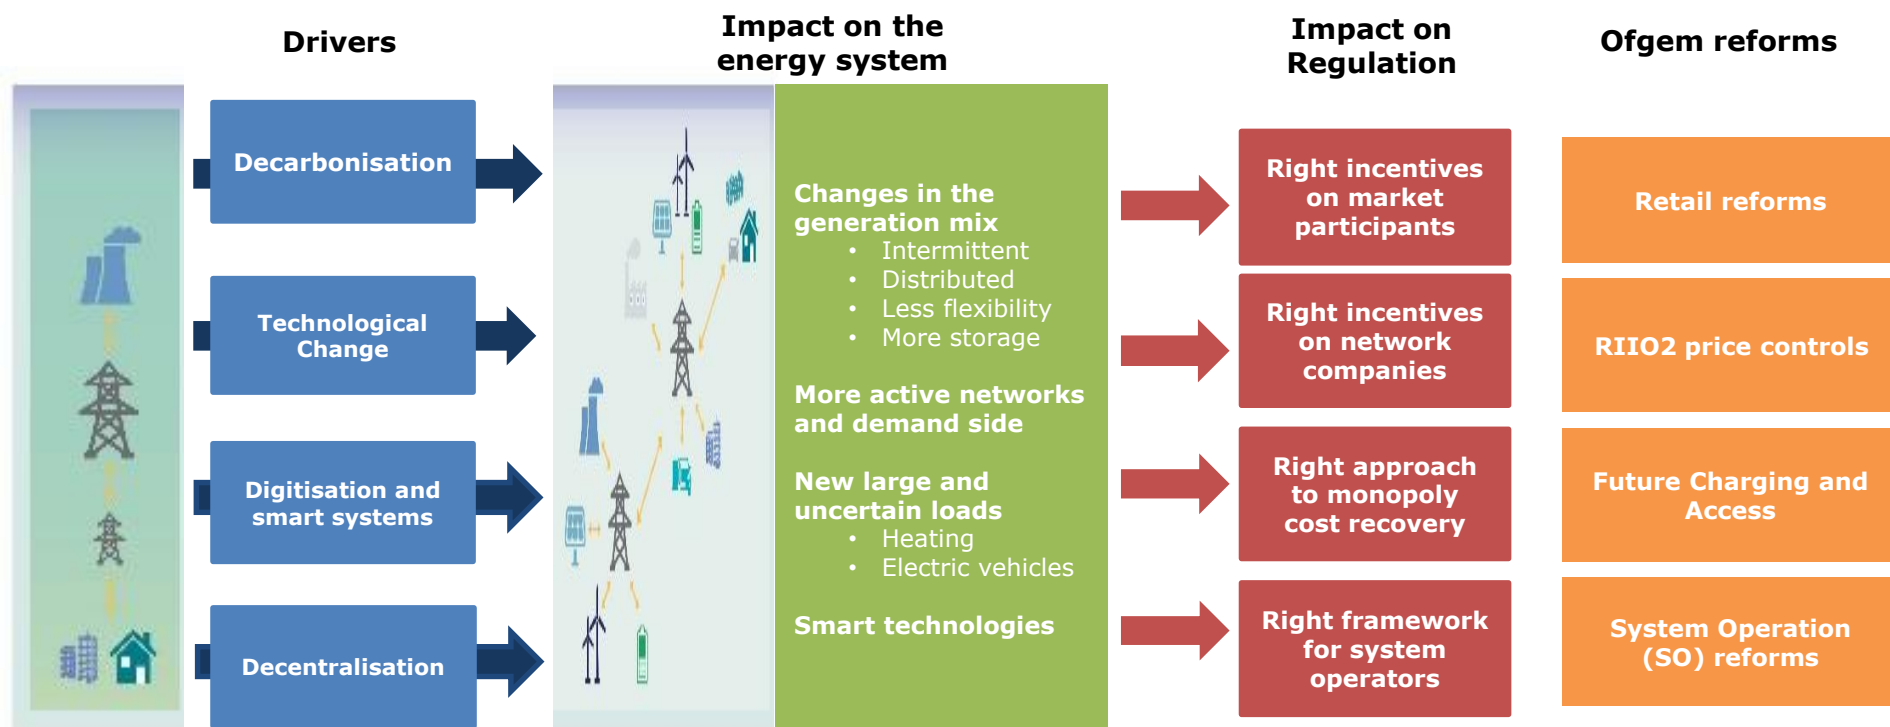 Drivers
Impact on the
energy system
Impact on
Regulation
Ofgem reforms
Decarbonisation
Technological
Change
Digitisation and
smart systems
Decentralisation
Changes in the
generation mix
• Intermittent
• Distributed
• Less flexibility
• More storage
More active networks
and demand side
New large and
uncertain loads
• Heating
• Electric vehicles
Smart technologies
Right incentives
on market
participants
Right incentives
on network
companies
Right approach
to monopoly
cost recovery
Right framework
for system
operators
Retail reforms
RIIO2 price controls
Future Charging and
Access
System Operation
(SO) reforms